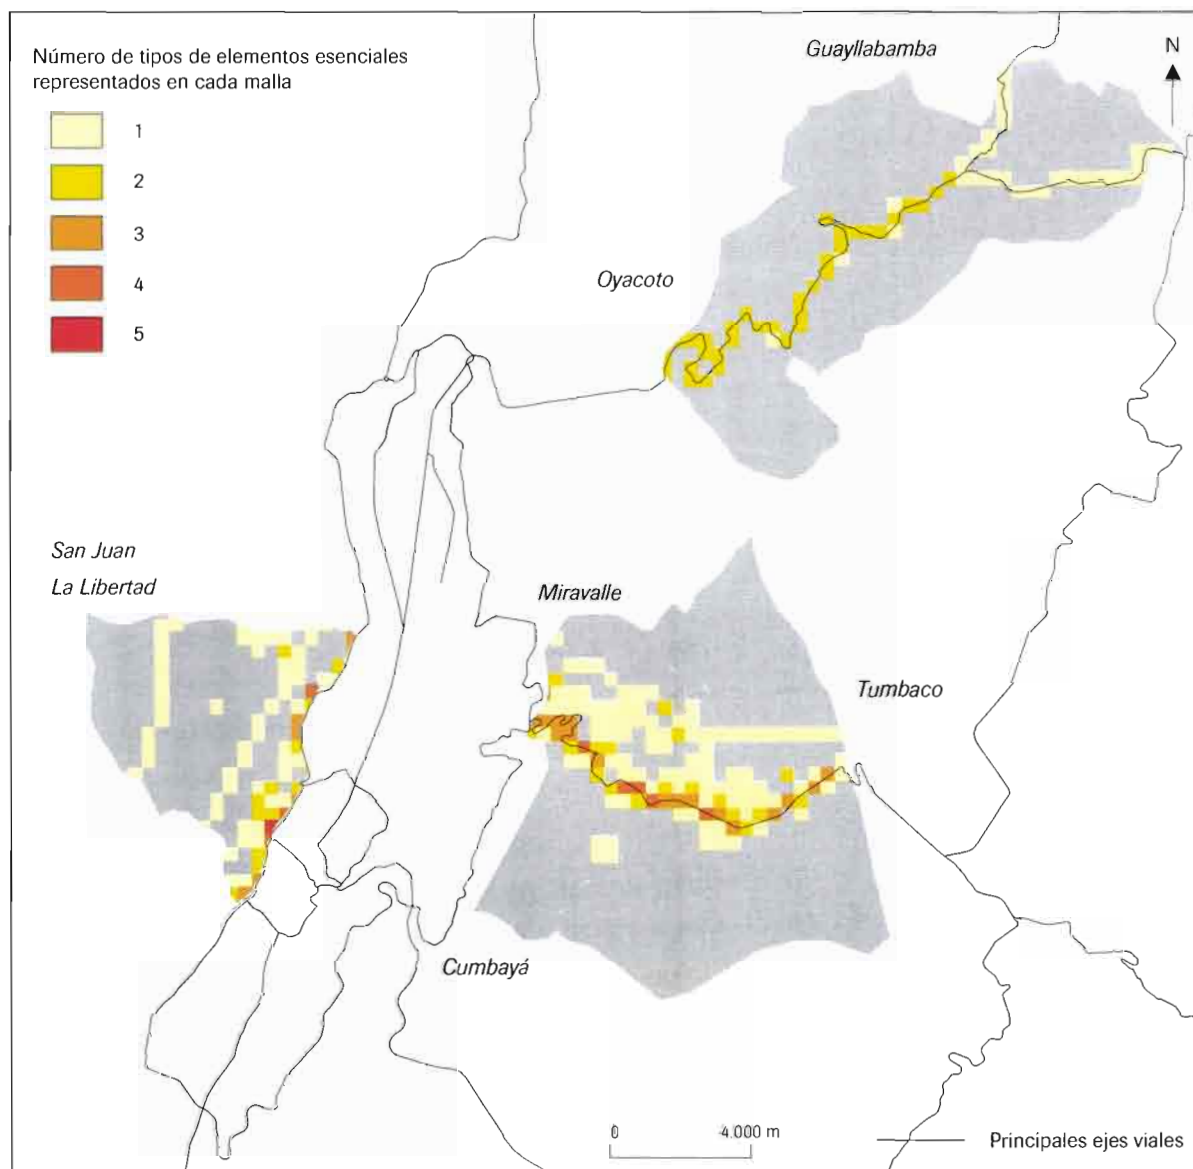 Número de tipos de elementos esenciales
representados en cada malla
1
2
3
4
5
Guayllabamba
N
Oyacoto
San Juan
La Libertad
Miravalle
Tumbaco
Cumbayá
0 4.000 m
Principales ejes viales